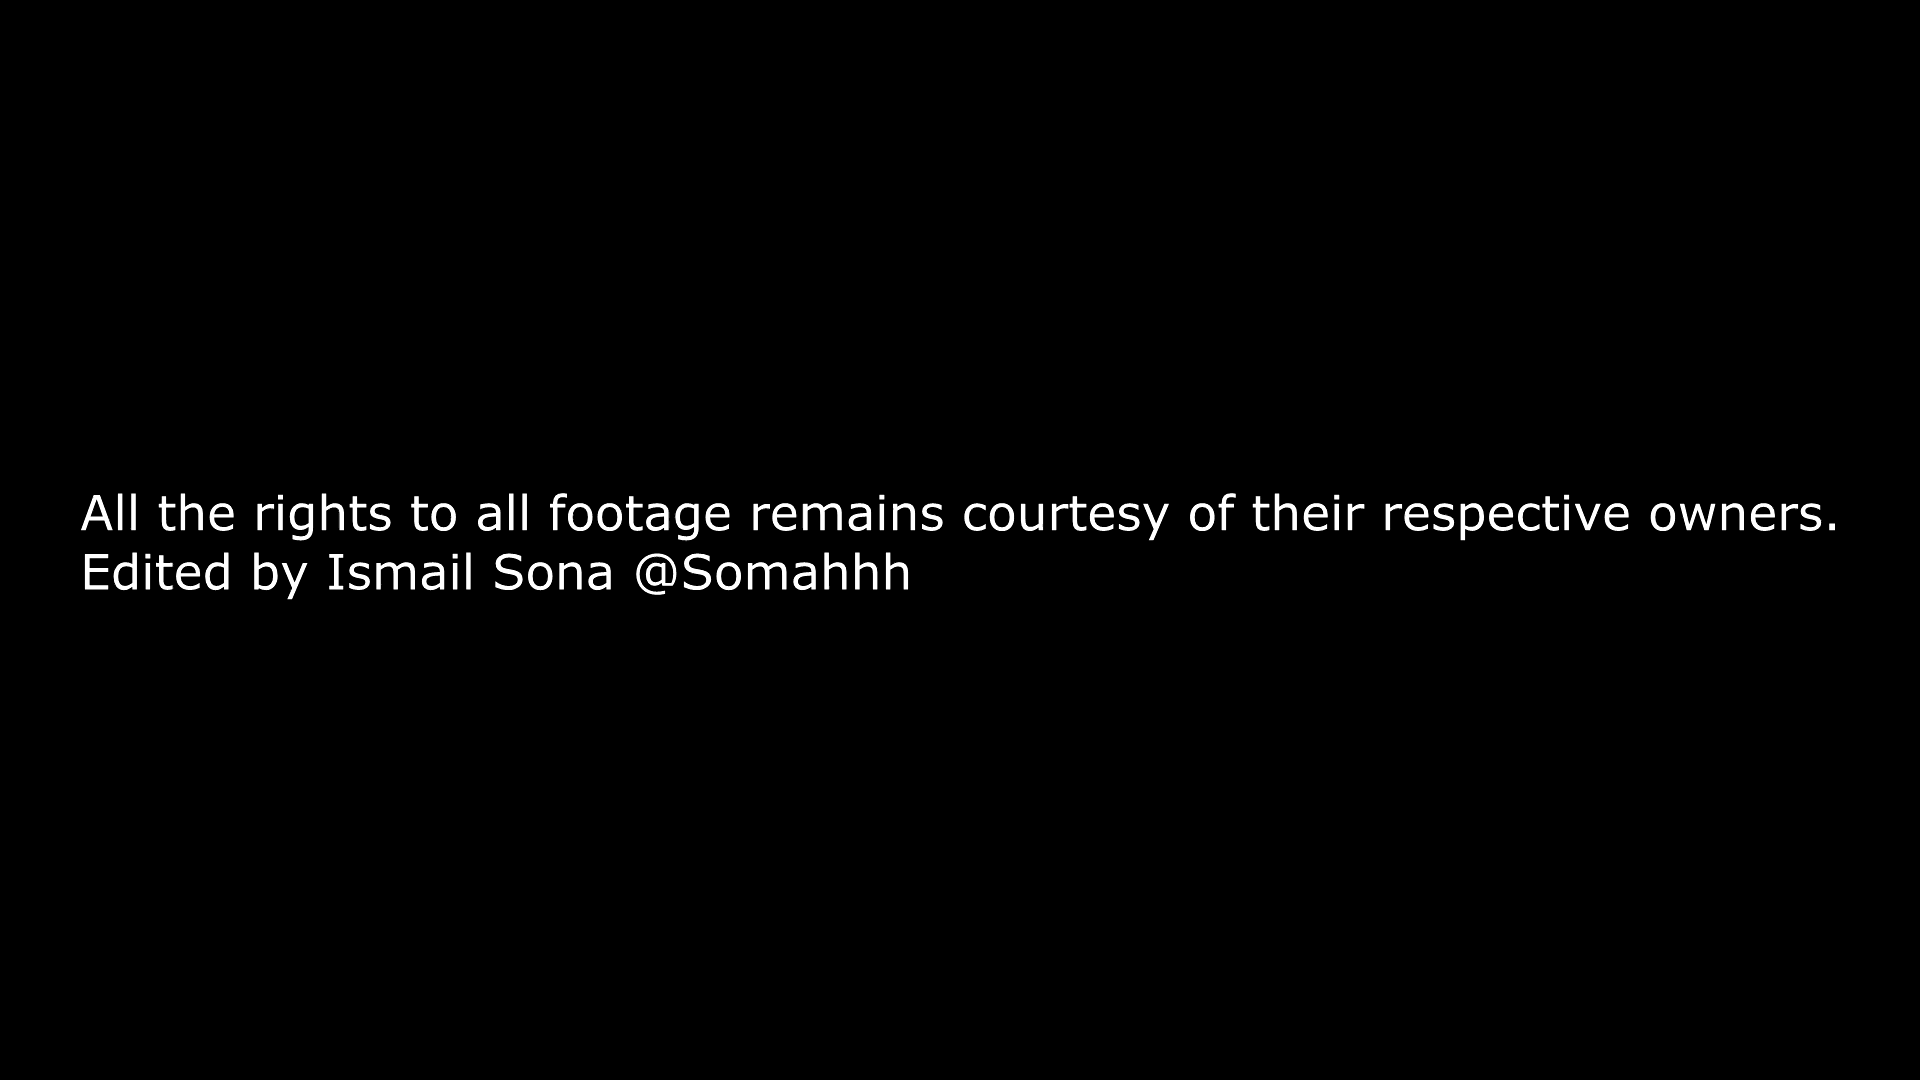 All the rights to all footage remains courtesy of their respective owners.
Edited by Ismail Sona @Somahhh